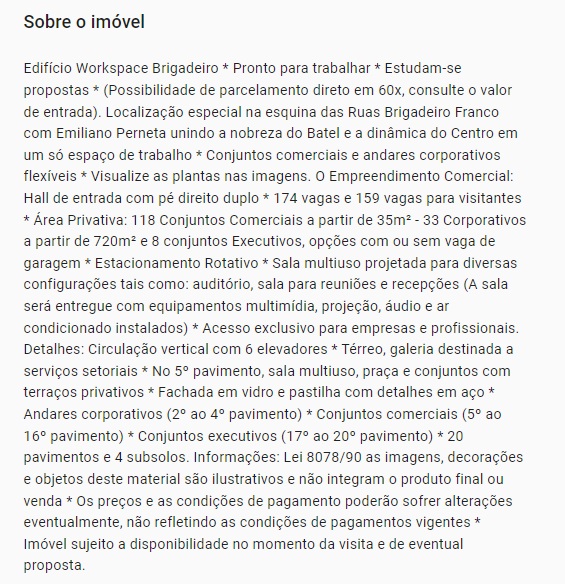 Sobre o imóvel
Edifício Workspace Brigadeiro * Pronto para trabalhar * Estudam-se
propostas * (Possibilidade de parcelamento direto em 60x, consulte o valor
de entrada). Localização especial na esquina das Ruas Brigadeiro Franco
com Emiliano Perneta unindo a nobreza do Batel e a dinâmica do Centro em
um só espaço de trabalho * Conjuntos comerciais e andares corporativos
flexíveis * Visualize as plantas nas imagens. O Empreendimento Comercial:
Hall de entrada com pé direito duplo * 174 vagas e 159 vagas para visitantes
* Área Privativa: 118 Conjuntos Comerciais a partir de 35m² - 33 Corporativos
a partir de 720m² e 8 conjuntos Executivos, opções com ou sem vaga de
garagem * Estacionamento Rotativo * Sala multiuso projetada para diversas
configurações tais como: auditório, sala para reuniões e recepções (A sala
será entregue com equipamentos multimídia, projeção, áudio e ar
condicionado instalados) * Acesso exclusivo para empresas e profissionais.
Detalhes: Circulação vertical com 6 elevadores * Térreo, galeria destinada a
serviços setoriais * No 5º pavimento, sala multiuso, praça e conjuntos com
terraços privativos * Fachada em vidro e pastilha com detalhes em aço *
Andares corporativos (2º ao 4º pavimento) * Conjuntos comerciais (5º ao
16º pavimento) * Conjuntos executivos (17º ao 20º pavimento) * 20
pavimentos e 4 subsolos. Informações: Lei 8078/90 as imagens, decorações
e objetos deste material são ilustrativos e não integram o produto final ou
venda * Os preços e as condições de pagamento poderão sofrer alterações
eventualmente, não refletindo as condições de pagamentos vigentes *
Imóvel sujeito a disponibilidade no momento da visita e de eventual
proposta.